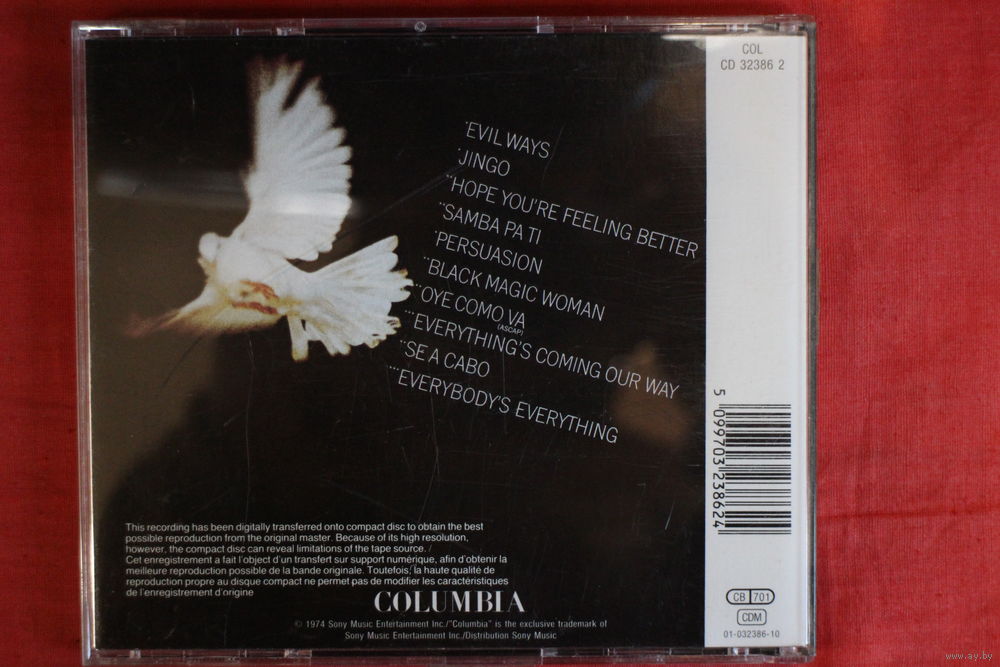 COL
CD 32386 2
·EVIL WAYS
·JINGO
··HOPE YOU'RE FEELING BETTER
··SAMBA PA TI
·PERSUASION
··BLACK MAGIC WOMAN
··OYE COMO VA
(ASCAP)
···EVERYTHING'S COMING OUR WAY
··SE A CABO
···EVERYBODY'S EVERYTHING
5 099703 238624
This recording has been digitally transferred onto compact disc to obtain the best
possible reproduction from the original master. Because of its high resolution,
however, the compact disc can reveal limitations of the tape source. /
Cet enregistrement a fait l'object d'un transfert sur support numérique, afin d'obtenir la
meilleure reproduction possible de la bande originale. Toutefois, la haute qualité de
reproduction propre au disque compact ne permet pas de modifier les caractéristiques
de l'enregistrement d'origine
COLUMBIA
© 1974 Sony Music Entertainment Inc./"Columbia" is the exclusive trademark of
Sony Music Entertainment Inc./Distribution Sony Music
CB 701
CDM
01-032386-10
www.ay.by